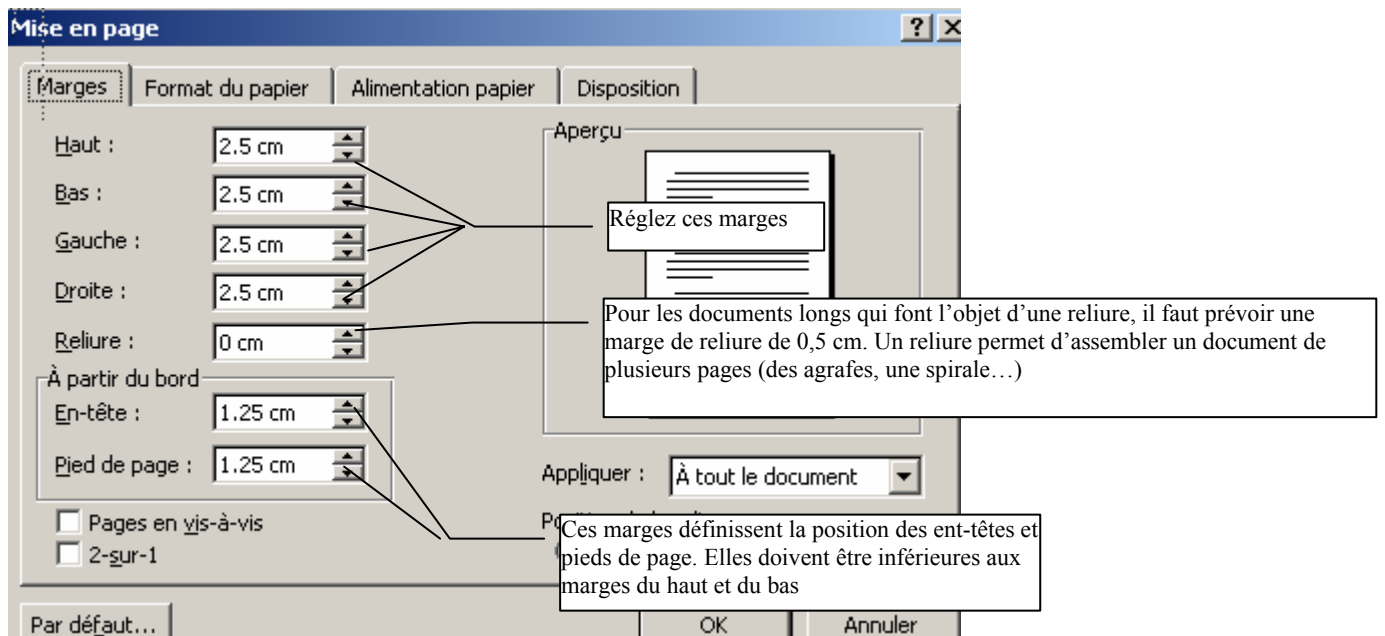 Mise en page
Marges Format du papier Alimentation papier Disposition
Haut : 2.5 cm
Bas : 2.5 cm
Gauche : 2.5 cm
Droite : 2.5 cm
Reliure : 0 cm
À partir du bord
En-tête : 1.25 cm
Pied de page : 1.25 cm
Pages en vis-à-vis
2-sur-1
Aperçu
Réglez ces marges
Pour les documents longs qui font l’objet d’une reliure, il faut prévoir une
marge de reliure de 0,5 cm. Un reliure permet d’assembler un document de
plusieurs pages (des agrafes, une spirale…)
Appliquer : À tout le document
Ces marges définissent la position des ent-têtes et
pieds de page. Elles doivent être inférieures aux
marges du haut et du bas
Par défaut... OK Annuler